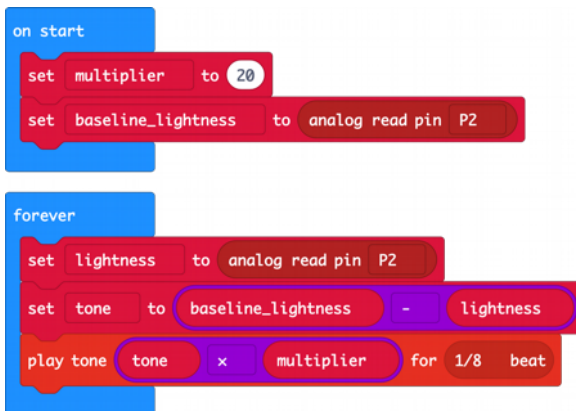 on start
set multiplier to 20
set baseline_lightness to analog read pin P2
forever
set lightness to analog read pin P2
set tone to baseline_lightness - lightness
play tone tone × multiplier for 1/8 beat